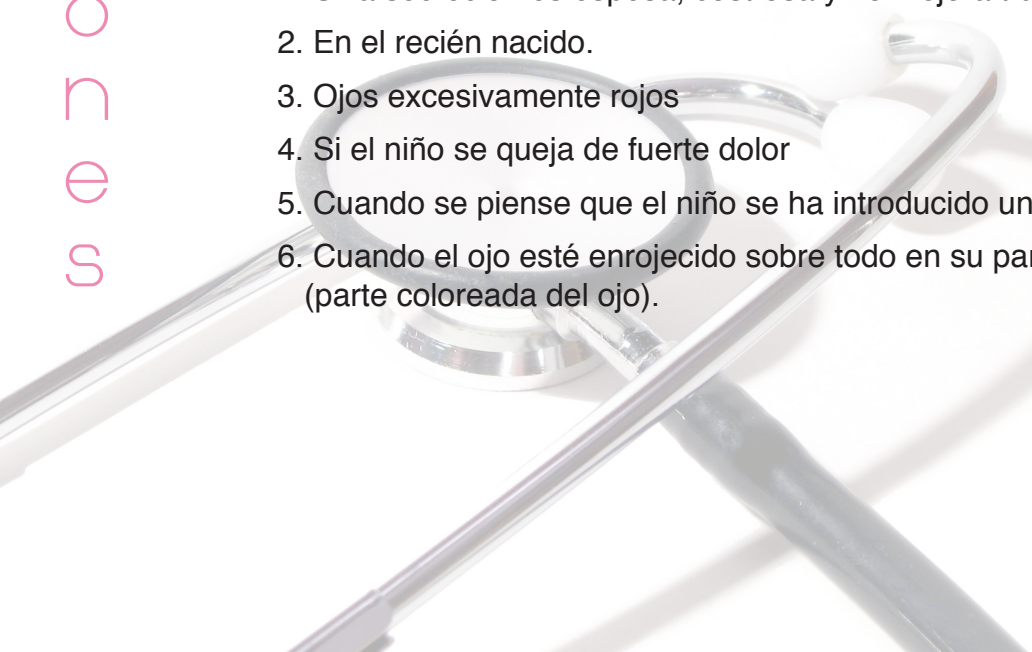 o
n
e
s
2. En el recién nacido.
3. Ojos excesivamente rojos
4. Si el niño se queja de fuerte dolor
5. Cuando se piense que el niño se ha introducido un
6. Cuando el ojo esté enrojecido sobre todo en su
(parte coloreada del ojo).